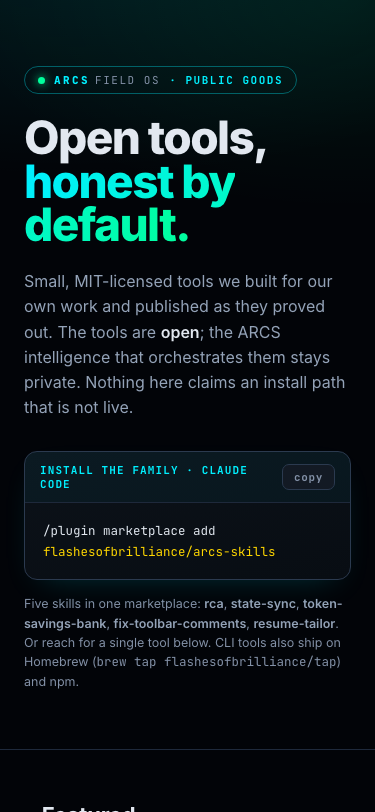 ARCS FIELD OS · PUBLIC GOODS
Open tools,
honest by
default.
Small, MIT-licensed tools we built for our
own work and published as they proved
out. The tools are open; the ARCS
intelligence that orchestrates them stays
private. Nothing here claims an install path
that is not live.
INSTALL THE FAMILY · CLAUDE
CODE
copy
/plugin marketplace add
flashesofbrilliance/arcs-skills
Five skills in one marketplace: rca, state-sync, token-
savings-bank, fix-toolbar-comments, resume-tailor.
Or reach for a single tool below. CLI tools also ship on
Homebrew (brew tap flashesofbrilliance/tap)
and npm.
Featured